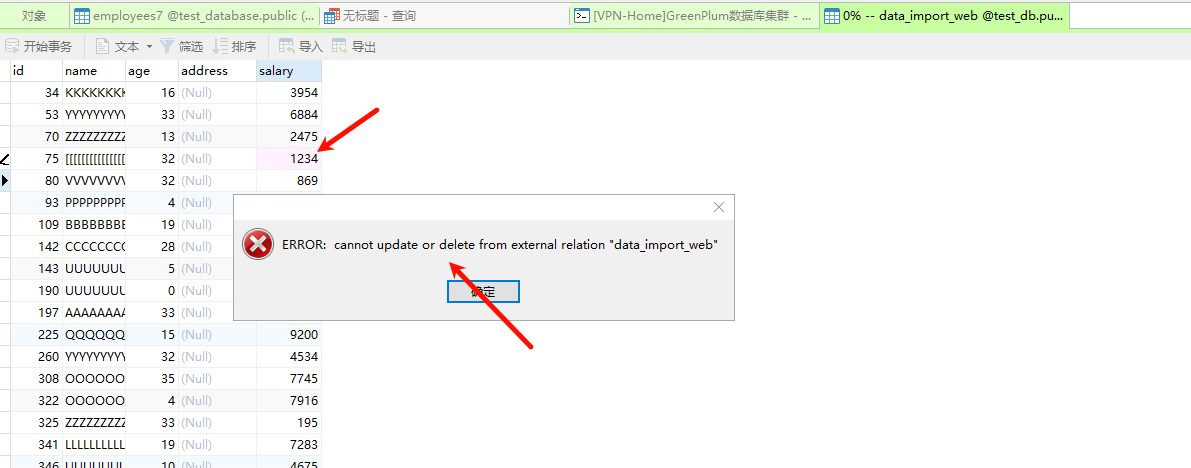 对象 employees7 @test_database.public (... 无标题 - 查询 [VPN-Home]GreenPlum数据库集群 - ... 0% -- data_import_web @test_db.pu...
开始事务 文本 筛选 排序 导入 导出
id name age address salary
34 KKKKKKKK 16 (Null) 3954
53 YYYYYYYYY 33 (Null) 6884
70 ZZZZZZZZZ 13 (Null) 2475
75 [[[[[[[[[[[[[[[ 32 (Null) 1234
80 VVVVVVVV 32 (Null) 869
93 PPPPPPPPPP 4 (Null)
109 BBBBBBBB 19 (Null)
142 CCCCCCCC 28 (Null)
143 UUUUUUU 5 (Null)
190 UUUUUUU 0 (Null)
197 AAAAAAAA 33 (Null)
225 QQQQQQ 15 (Null) 9200
260 YYYYYYYYY 32 (Null) 4534
308 OOOOOO 35 (Null) 7745
322 OOOOOO 4 (Null) 7916
325 ZZZZZZZZZ 33 (Null) 195
341 LLLLLLLLLL 19 (Null) 7283
346 UUUUUUU 10 (Null) 4675
ERROR: cannot update or delete from external relation "data_import_web"
确定